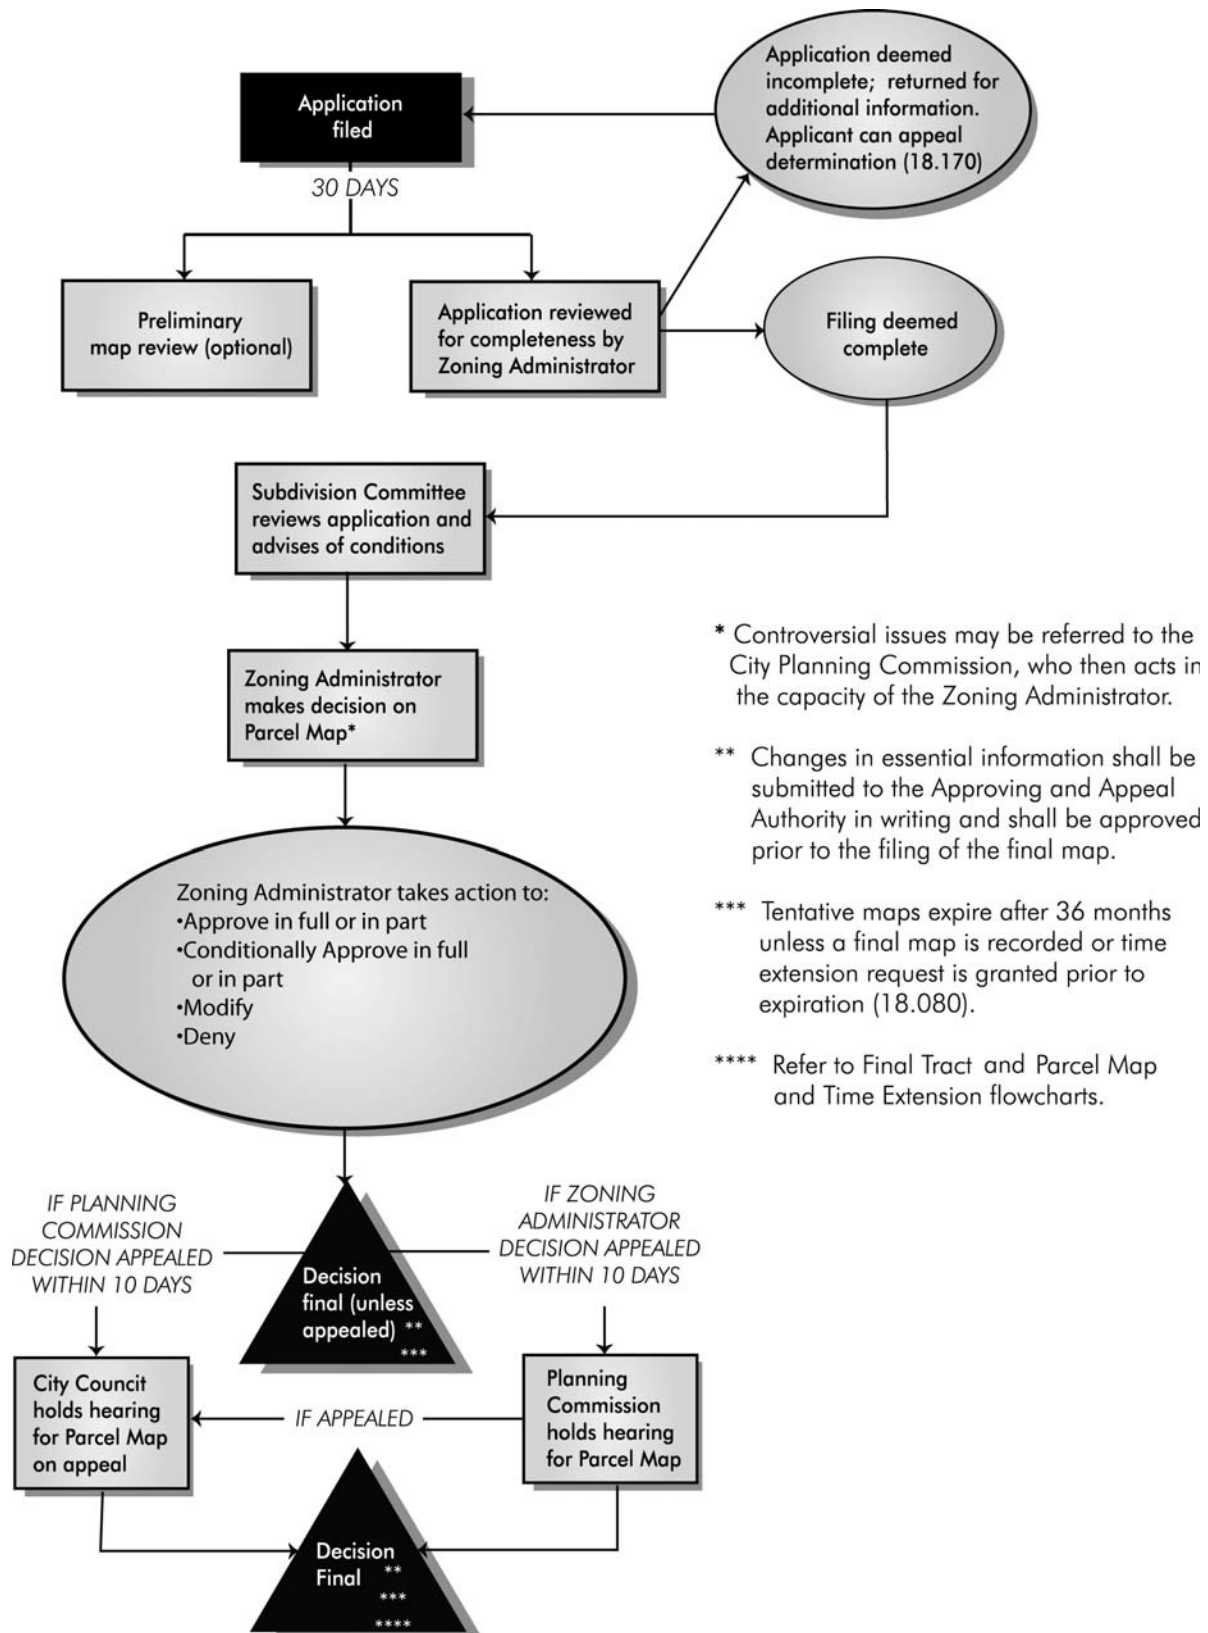 Application
filed
Application deemed
incomplete; returned for
additional information.
Applicant can appeal
determination (18.170)
30 DAYS
Preliminary
map review (optional)
Application reviewed
for completeness by
Zoning Administrator
Filing deemed
complete
Subdivision Committee
reviews application and
advises of conditions
Zoning Administrator
makes decision on
Parcel Map*
Zoning Administrator takes action to:
•Approve in full or in part
•Conditionally Approve in full
or in part
•Modify
•Deny
* Controversial issues may be referred to the
City Planning Commission, who then acts in
the capacity of the Zoning Administrator.
** Changes in essential information shall be
submitted to the Approving and Appeal
Authority in writing and shall be approved
prior to the filing of the final map.
*** Tentative maps expire after 36 months
unless a final map is recorded or time
extension request is granted prior to
expiration (18.080).
**** Refer to Final Tract and Parcel Map
and Time Extension flowcharts.
IF PLANNING
COMMISSION
DECISION APPEALED
WITHIN 10 DAYS
IF ZONING
ADMINISTRATOR
DECISION APPEALED
WITHIN 10 DAYS
Decision
final (unless
appealed) **
***
City Councit
holds hearing
for Parcel Map
on appeal
IF APPEALED
Planning
Commission
holds hearing
for Parcel Map
Decision
Final **
***
****